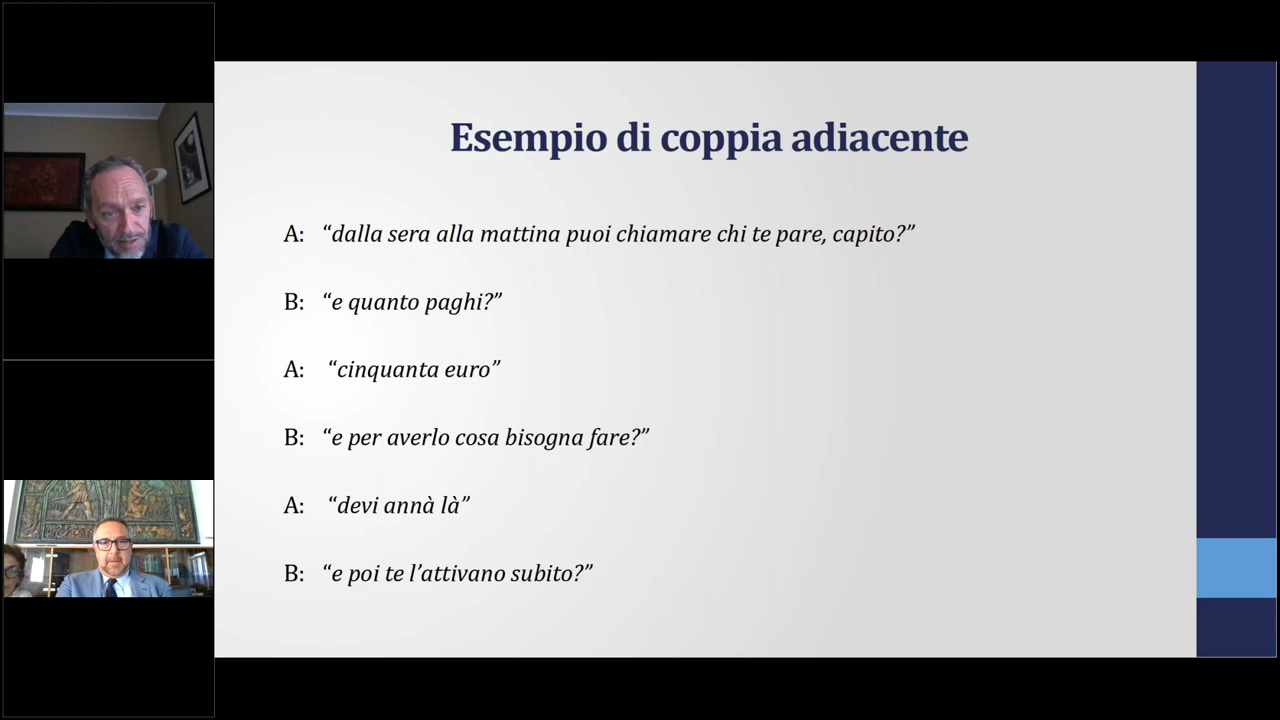 Esempio di coppia adiacente
A: “dalla sera alla mattina puoi chiamare chi te pare, capito?”
B: “e quanto paghi?”
A: “cinquanta euro”
B: “e per averlo cosa bisogna fare?”
A: “devi annà là”
B: “e poi te l’attivano subito?”